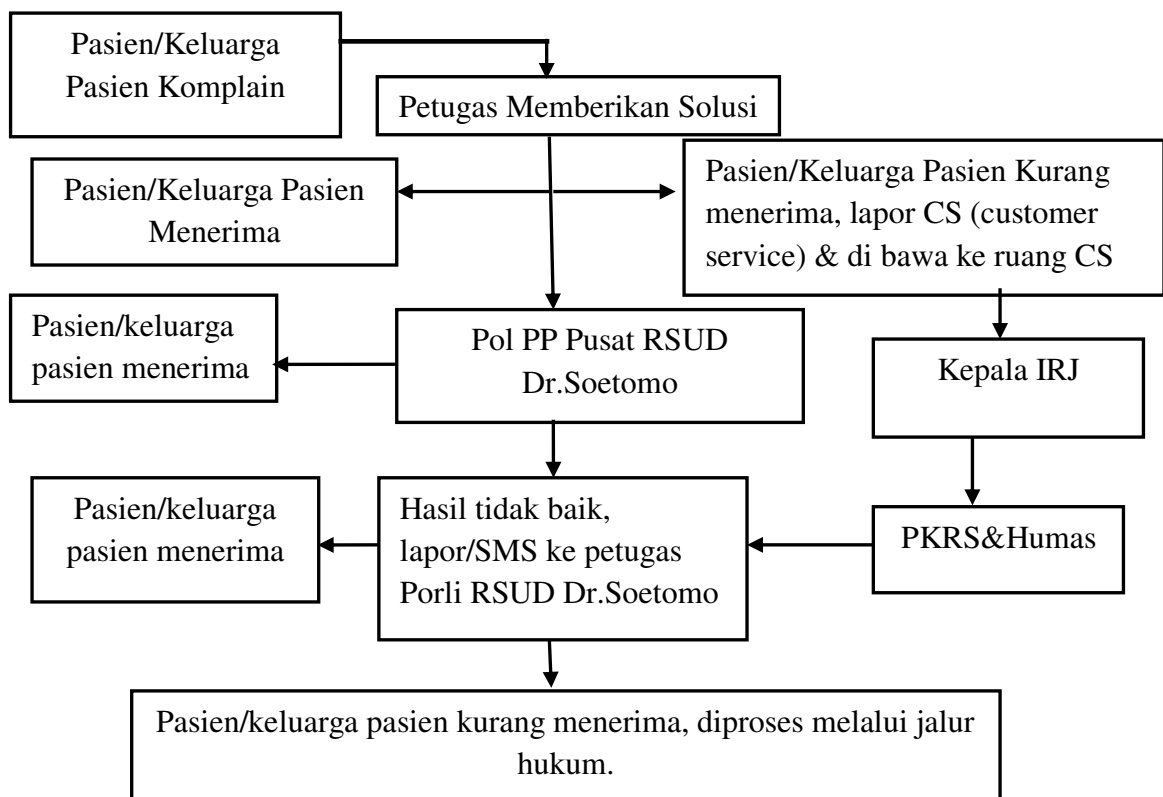 Pasien/Keluarga
Pasien Komplain
Petugas Memberikan Solusi
Pasien/Keluarga Pasien
Menerima
Pasien/Keluarga Pasien Kurang
menerima, lapor CS (customer
service) & di bawa ke ruang CS
Pasien/keluarga
pasien menerima
Pol PP Pusat RSUD
Dr.Soetomo
Kepala IRJ
Pasien/keluarga
pasien menerima
Hasil tidak baik,
lapor/SMS ke petugas
Porli RSUD Dr.Soetomo
PKRS&Humas
Pasien/keluarga pasien kurang menerima, diproses melalui jalur
hukum.